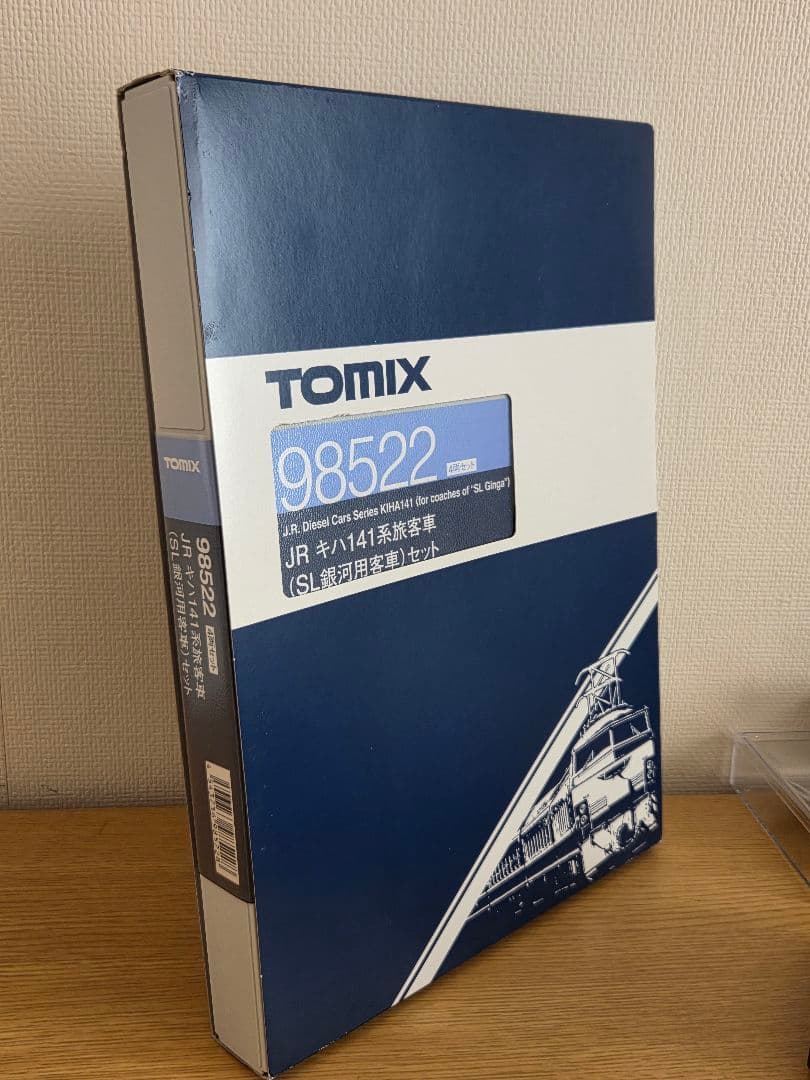 TOMIX
98522 4両セット
J.R. Diesel Cars Series KIHA141 (for coaches of "SL Ginga")
JR キハ141系旅客車
(SL銀河用客車)セット
TOMIX
98522 4両セット
JR キハ141系旅客車
(SL銀河用客車)セット